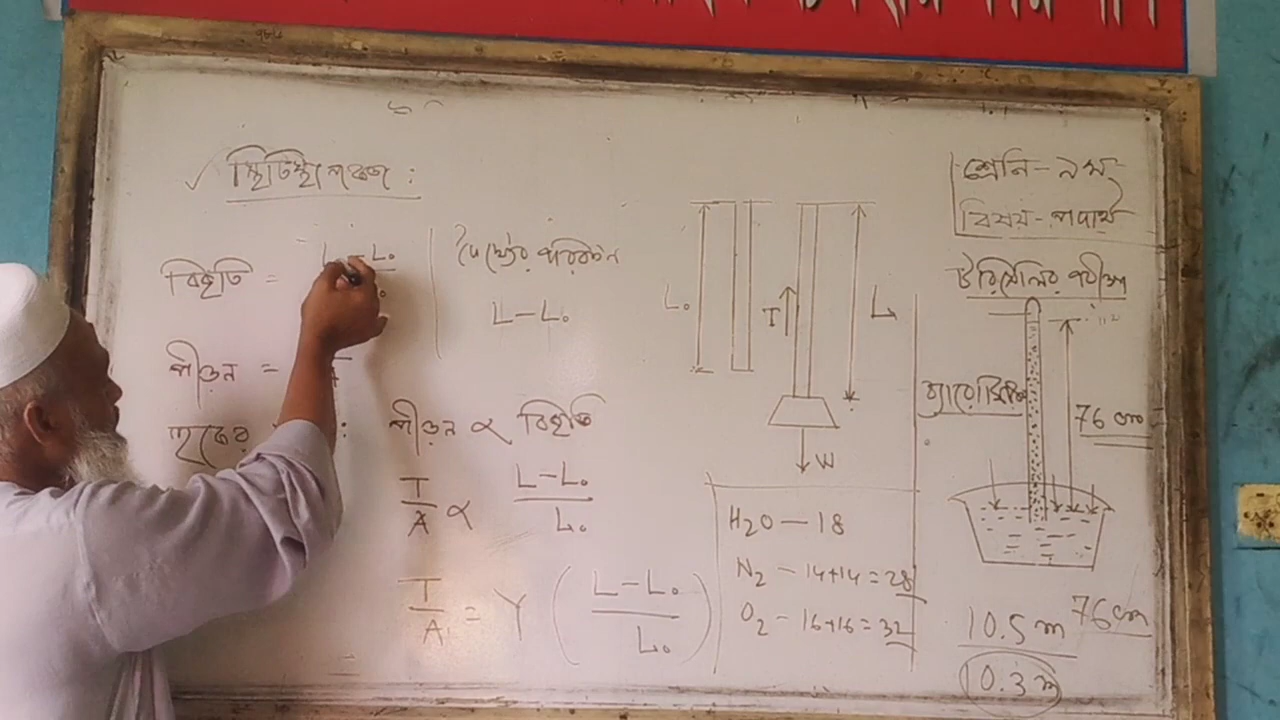 স্থিতিস্থাপকতা :
বিকৃতি = L-L₀
দৈর্ঘ্যের পরিবর্তন
L-L₀
পীড়ন =
হুকের :
পীড়ন ∝ বিকৃতি
T/A ∝ L-L₀/L₀
T/A = Y (L-L₀/L₀)
L₀
T
L
W
H₂O — 18
N₂ - 14+14=28
O₂ - 16+16=32
শ্রেনি - নবম
বিষয় - পদার্থ
টরিসেলির পরীক্ষা
76 cm
76 cm
10.5 m
10.3 m